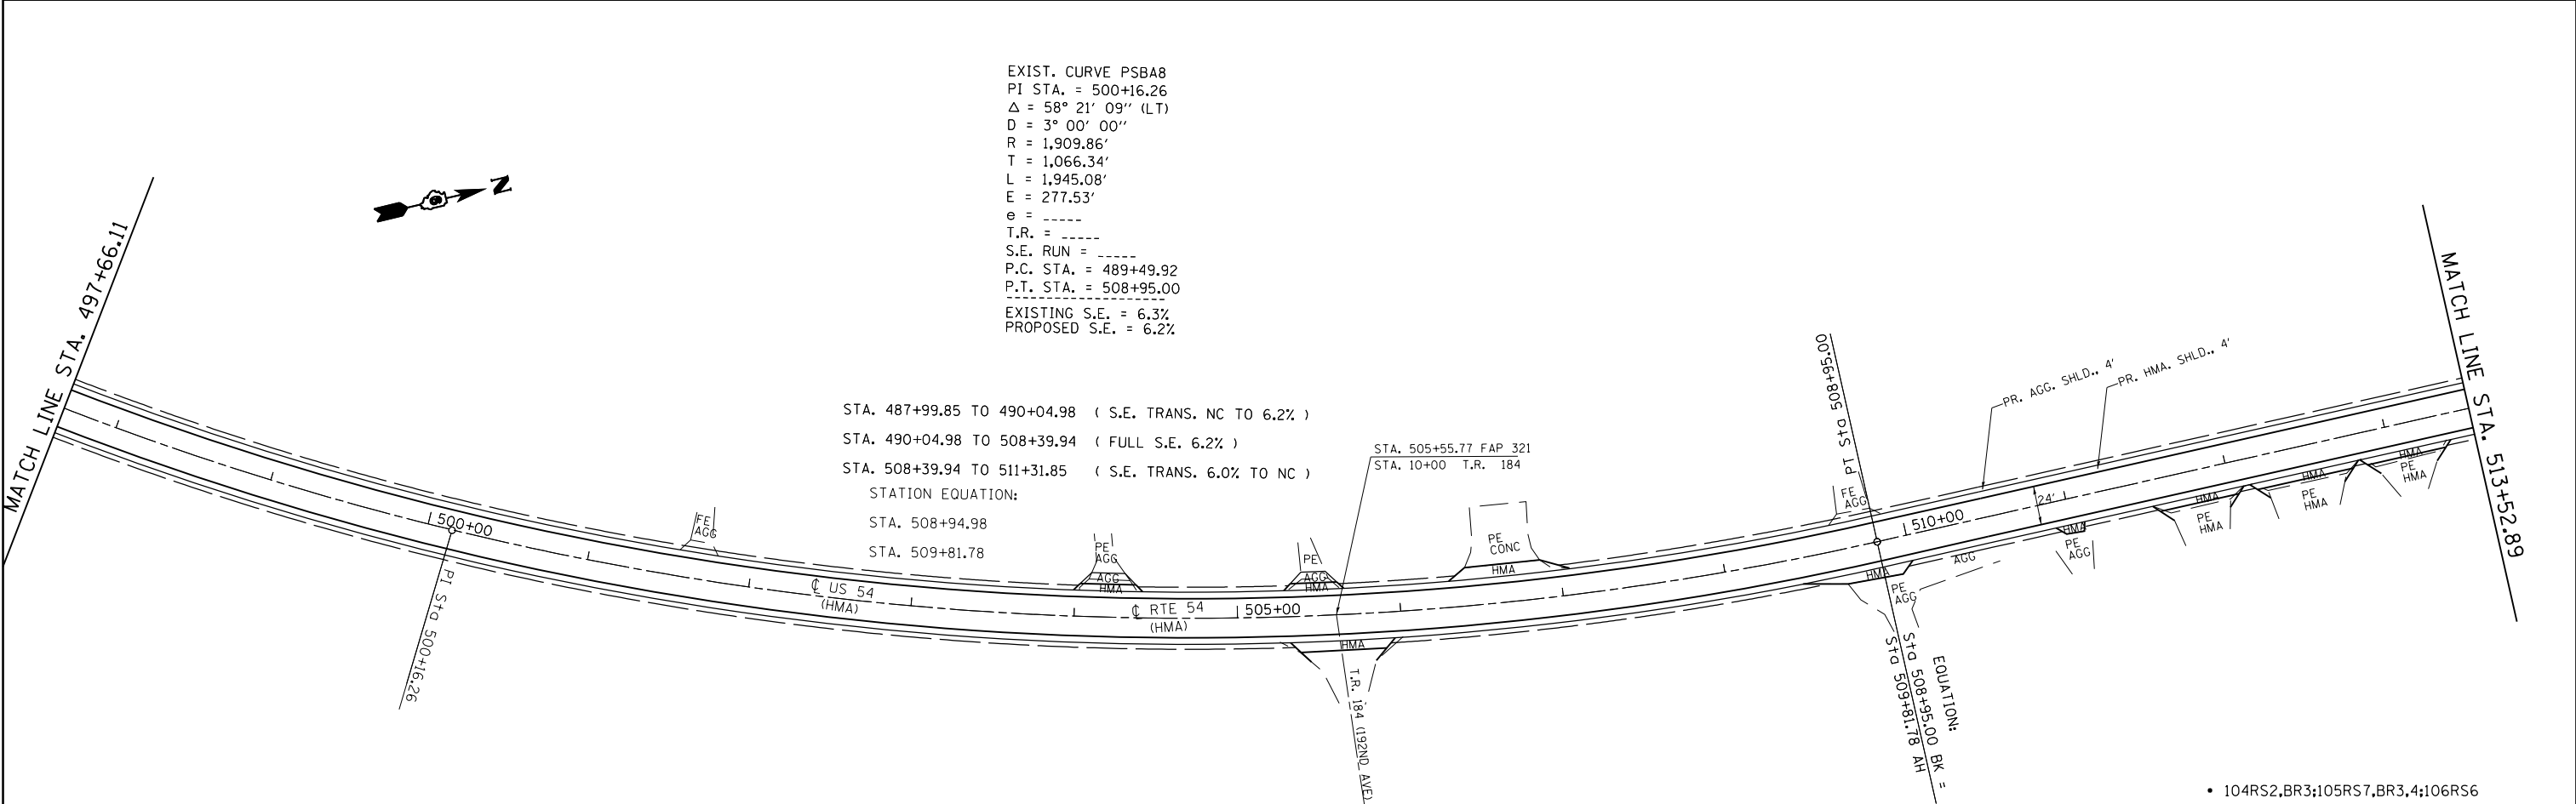 EXIST. CURVE PSBA8
PI STA. = 500+16.26
Δ = 58° 21' 09'' (LT)
D = 3° 00' 00''
R = 1,909.86'
T = 1,066.34'
L = 1,945.08'
E = 277.53'
e = _____
T.R. = _____
S.E. RUN = _____
P.C. STA. = 489+49.92
P.T. STA. = 508+95.00
--------------------
EXISTING S.E. = 6.3%
PROPOSED S.E. = 6.2%
N
MATCH LINE STA. 497+66.11
STA. 487+99.85 TO 490+04.98 ( S.E. TRANS. NC TO 6.2% )
STA. 490+04.98 TO 508+39.94 ( FULL S.E. 6.2% )
STA. 508+39.94 TO 511+31.85 ( S.E. TRANS. 6.0% TO NC )
STATION EQUATION:
STA. 508+94.98
STA. 509+81.78
STA. 505+55.77 FAP 321
STA. 10+00 T.R. 184
PT Sta 508+95.00
PR. AGG. SHLD., 4'
PR. HMA. SHLD., 4'
MATCH LINE STA. 513+52.89
500+00
PI Sta 500+16.26
FE
AGG
℄ US 54
(HMA)
PE
AGG
AGG
HMA
℄ RTE 54
(HMA)
505+00
PE
AGG
HMA
HMA
T.R. 184 (192ND AVE)
PE
CONC
HMA
FE
AGG
510+00
24'
HMA
PE
AGG
AGG
HMA
PE
AGG
HMA
PE
HMA
HMA
PE
HMA
HMA
PE
HMA
EQUATION:
Sta 508+95.00 BK =
Sta 509+81.78 AH
• 104RS2,BR3;105RS7,BR3,4;106RS6